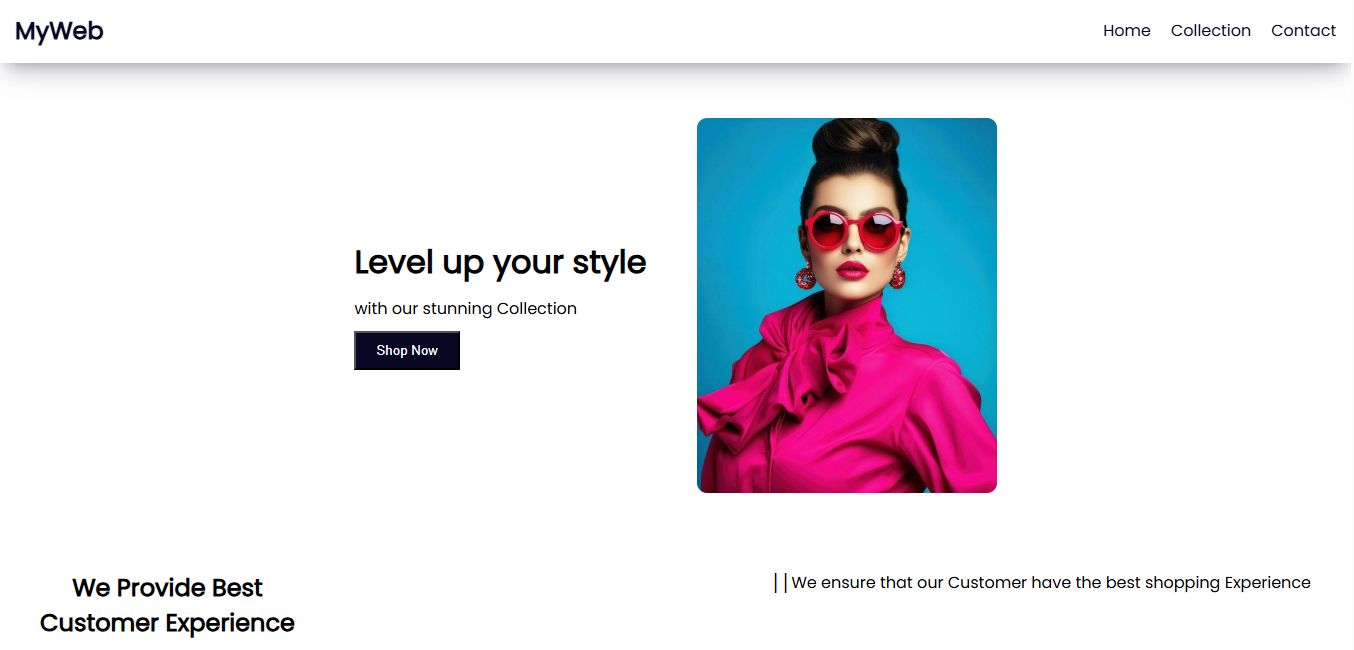 MyWeb
Home Collection Contact
Level up your style
with our stunning Collection
Shop Now
We Provide Best
Customer Experience
||We ensure that our Customer have the best shopping Experience